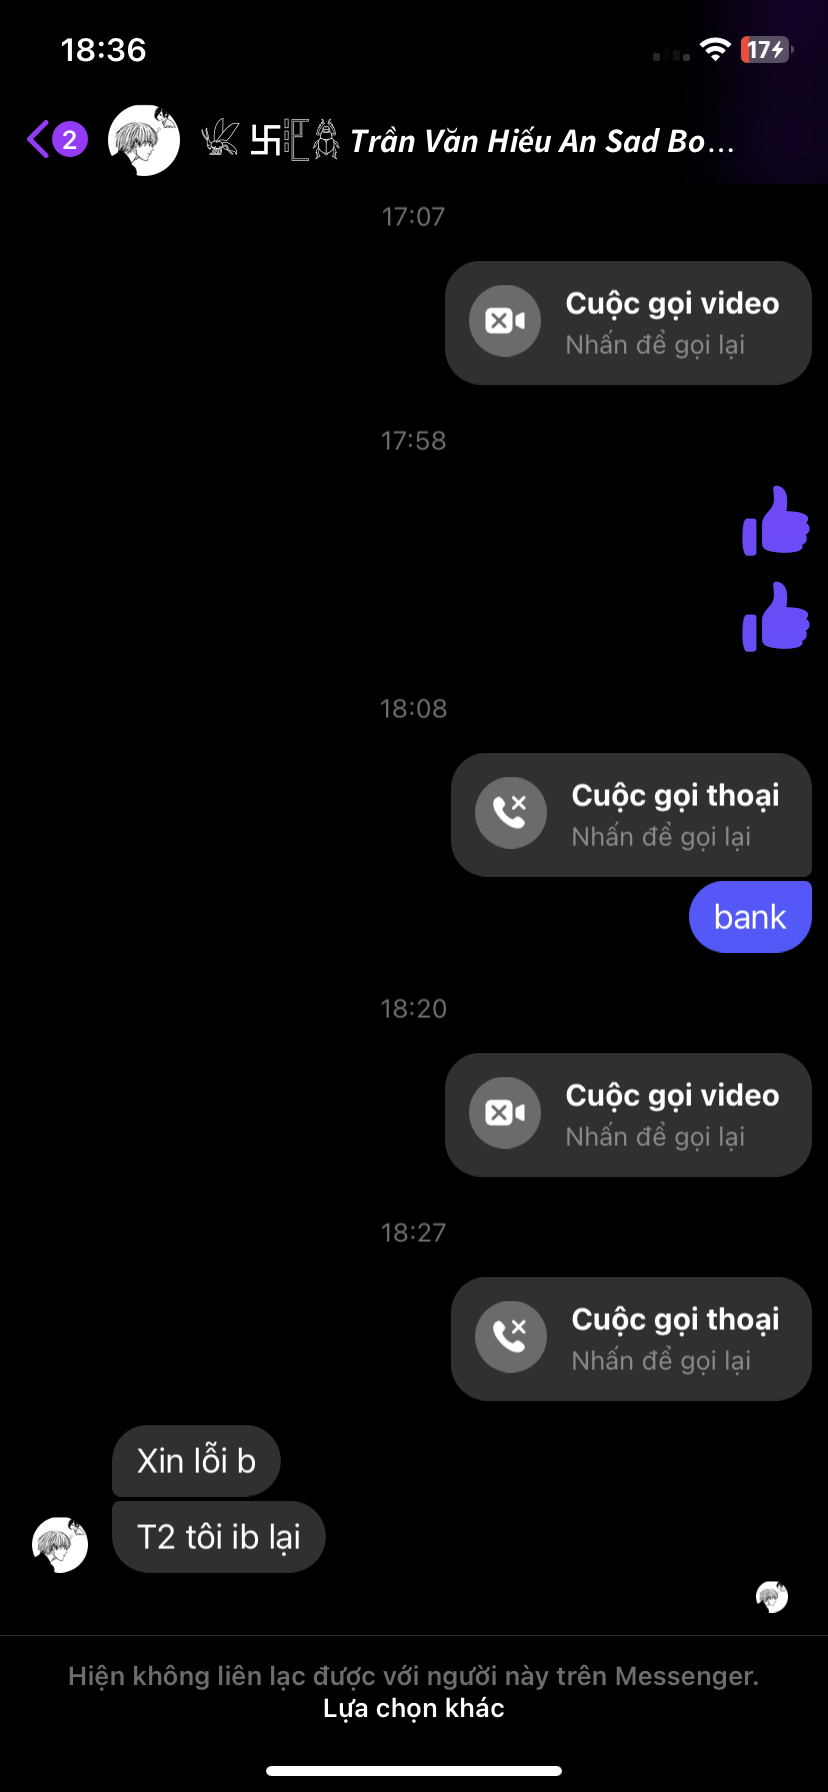 18:36
17
2
卐 Trần Văn Hiếu An Sad Bo...
17:07
Cuộc gọi video
Nhấn để gọi lại
17:58
18:08
Cuộc gọi thoại
Nhấn để gọi lại
bank
18:20
Cuộc gọi video
Nhấn để gọi lại
18:27
Cuộc gọi thoại
Nhấn để gọi lại
Xin lỗi b
T2 tôi ib lại
Hiện không liên lạc được với người này trên Messenger.
Lựa chọn khác